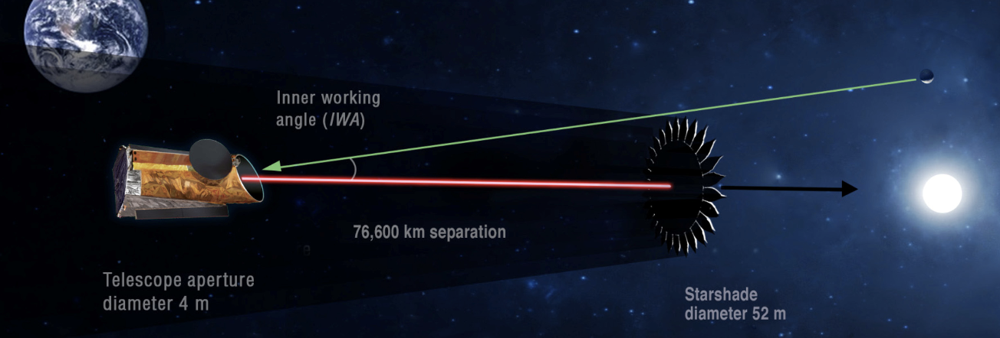 Inner working
angle (IWA)
76,600 km separation
Telescope aperture
diameter 4 m
Starshade
diameter 52 m